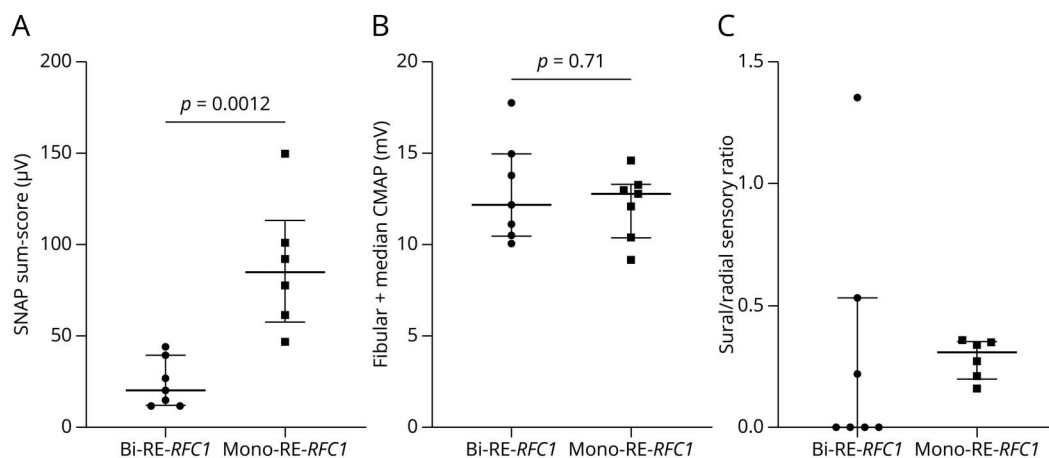 A
SNAP sum-score (µV)
200
150
100
50
0
p = 0.0012
Bi-RE-RFC1
Mono-RE-RFC1
B
Fibular + median CMAP (mV)
20
15
10
5
0
p = 0.71
Bi-RE-RFC1
Mono-RE-RFC1
C
Sural/radial sensory ratio
1.5
1.0
0.5
0
Bi-RE-RFC1
Mono-RE-RFC1